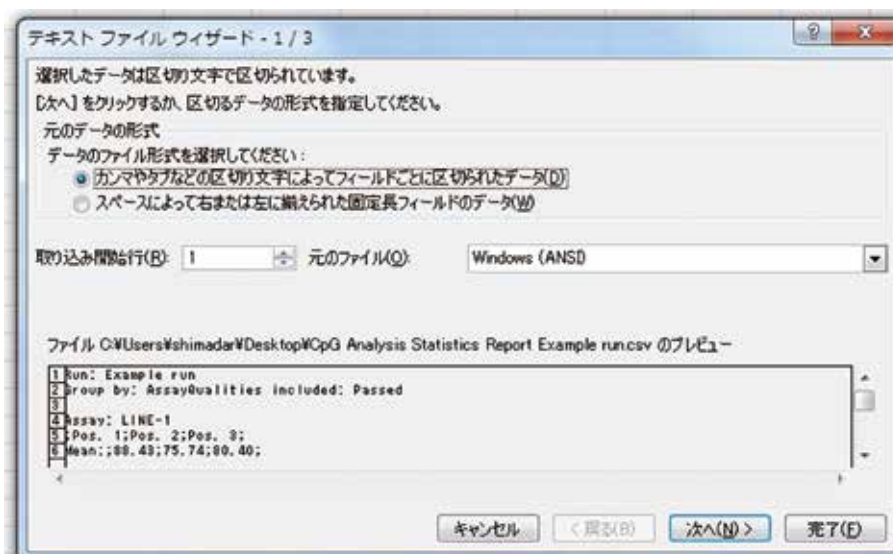 テキスト ファイル ウィザード - 1 / 3
選択したデータは区切り文字で区切られています。
[次へ] をクリックするか、区切るデータの形式を指定してください。
元のデータの形式
データのファイル形式を選択してください:
カンマやタブなどの区切り文字によってフィールドごとに区切られたデータ(D)
スペースによって右または左に揃えられた固定長フィールドのデータ(W)
取り込み開始行(R): 1 元のファイル(O): Windows (ANSI)
ファイル C:¥Users¥shimadar¥Desktop¥CpG Analysis Statistics Report Example run.csv のプレビュー
1 Run: Example run
2 Group by: AssayQualities included: Passed
3
4 Assay: LINE-1
5 ;Pos. 1;Pos. 2;Pos. 3;
6 Mean:;88.43;75.74;80.40;
キャンセル < 戻る(B) 次へ(N) > 完了(F)